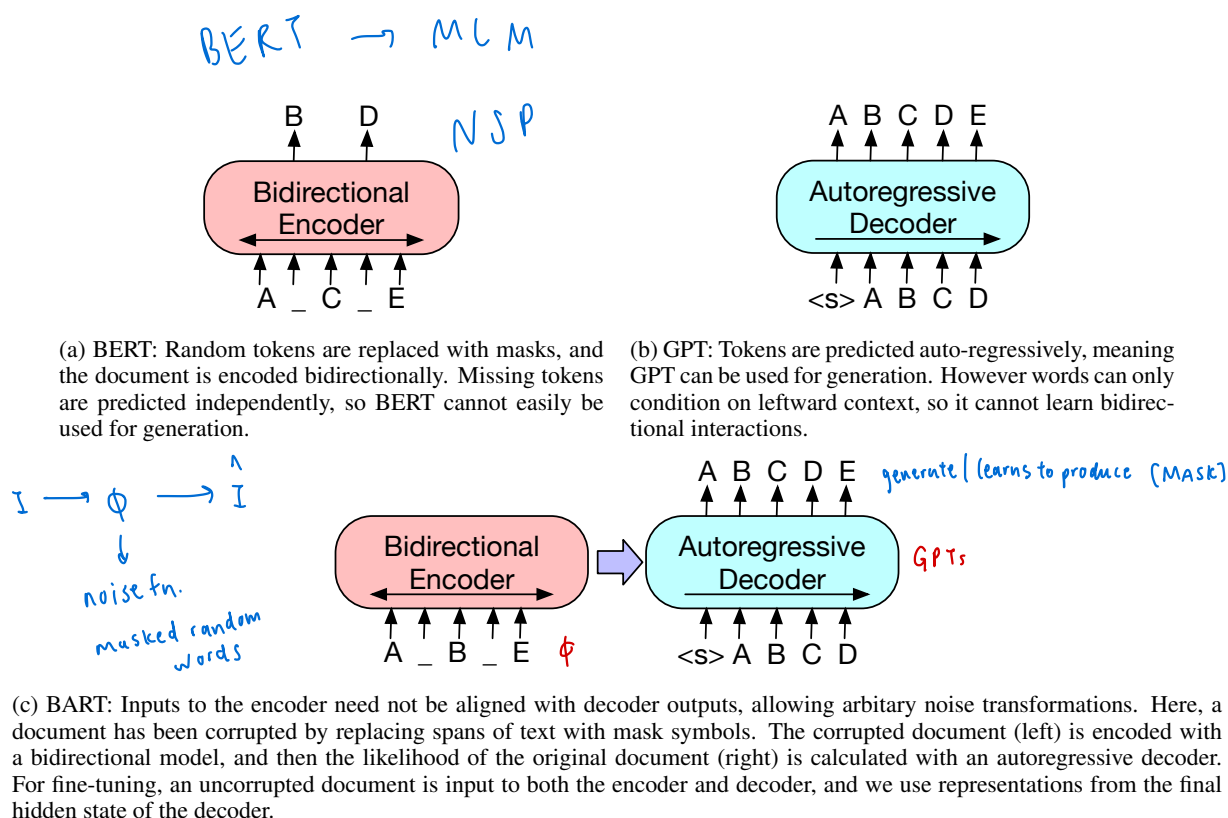 BERT → MLM
NSP
B D
Bidirectional
Encoder
A _ C _ E
A B C D E
Autoregressive
Decoder
<s> A B C D
(a) BERT: Random tokens are replaced with masks, and
the document is encoded bidirectionally. Missing tokens
are predicted independently, so BERT cannot easily be
used for generation.
(b) GPT: Tokens are predicted auto-regressively, meaning
GPT can be used for generation. However words can only
condition on leftward context, so it cannot learn bidirec-
tional interactions.
I → ϕ → Î
noise fn.
masked random
words
Bidirectional
Encoder
A _ B _ E ϕ
A B C D E
generate/learns to produce [MASK]
Autoregressive
Decoder
GPTs
<s> A B C D
(c) BART: Inputs to the encoder need not be aligned with decoder outputs, allowing arbitary noise transformations. Here, a
document has been corrupted by replacing spans of text with mask symbols. The corrupted document (left) is encoded with
a bidirectional model, and then the likelihood of the original document (right) is calculated with an autoregressive decoder.
For fine-tuning, an uncorrupted document is input to both the encoder and decoder, and we use representations from the final
hidden state of the decoder.